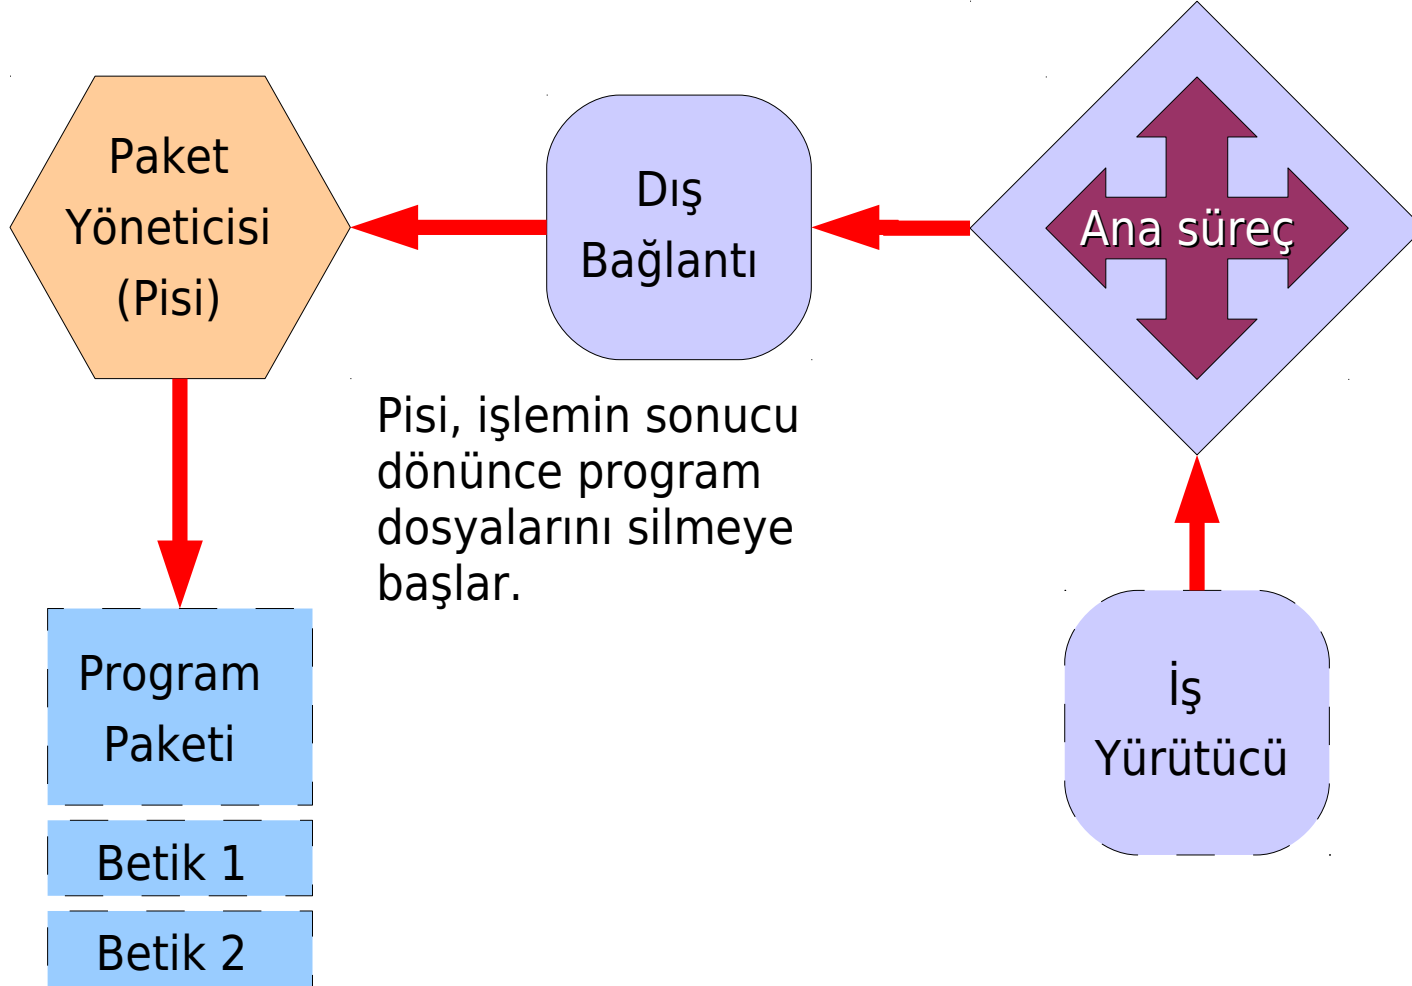 Paket
Yöneticisi
(Pisi)
Dış
Bağlantı
Ana süreç
Pisi, işlemin sonucu
dönünce program
dosyalarını silmeye
başlar.
Program
Paketi
İş
Yürütücü
Betik 1
Betik 2